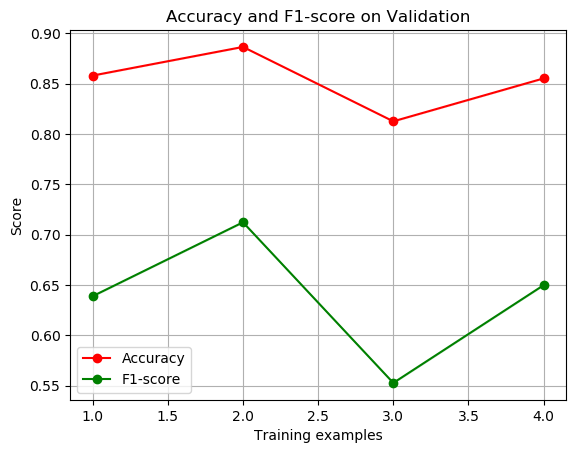 Accuracy and F1-score on Validation
0.90
0.85
0.80
0.75
0.70
0.65
0.60
0.55
Score
Accuracy
F1-score
1.0 1.5 2.0 2.5 3.0 3.5 4.0
Training examples